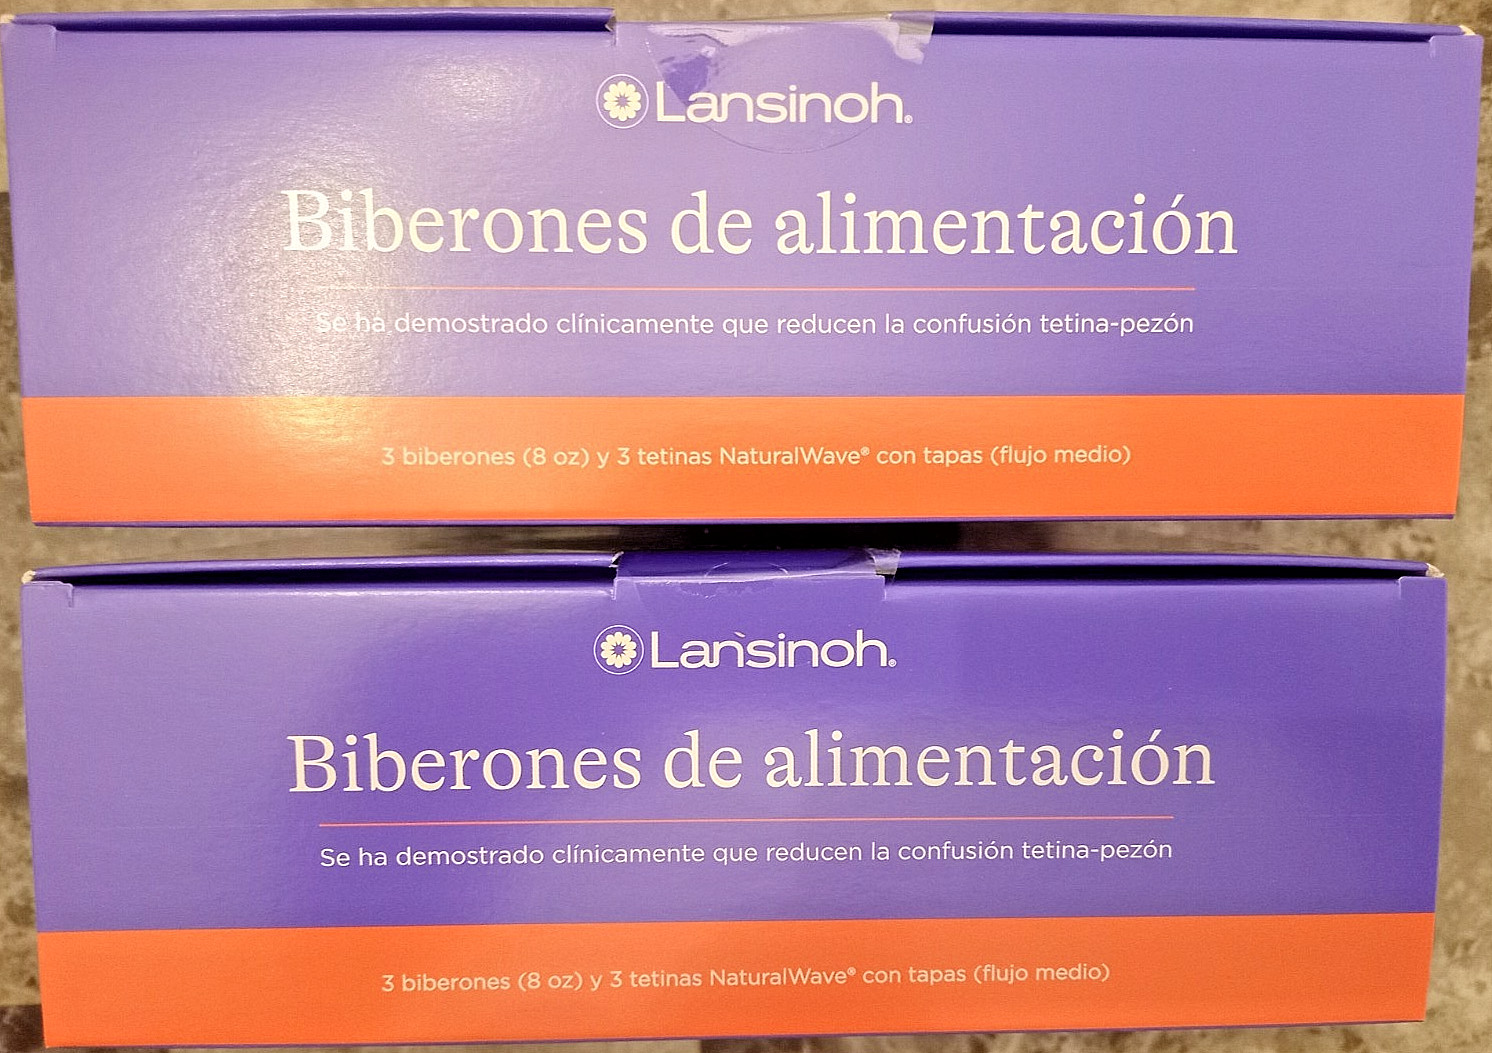 Lansinoh®
Biberones de alimentación
Se ha demostrado clínicamente que reducen la confusión tetina-pezón
3 biberones (8 oz) y 3 tetinas NaturalWave® con tapas (flujo medio)
Lansinoh®
Biberones de alimentación
Se ha demostrado clínicamente que reducen la confusión tetina-pezón
3 biberones (8 oz) y 3 tetinas NaturalWave® con tapas (flujo medio)